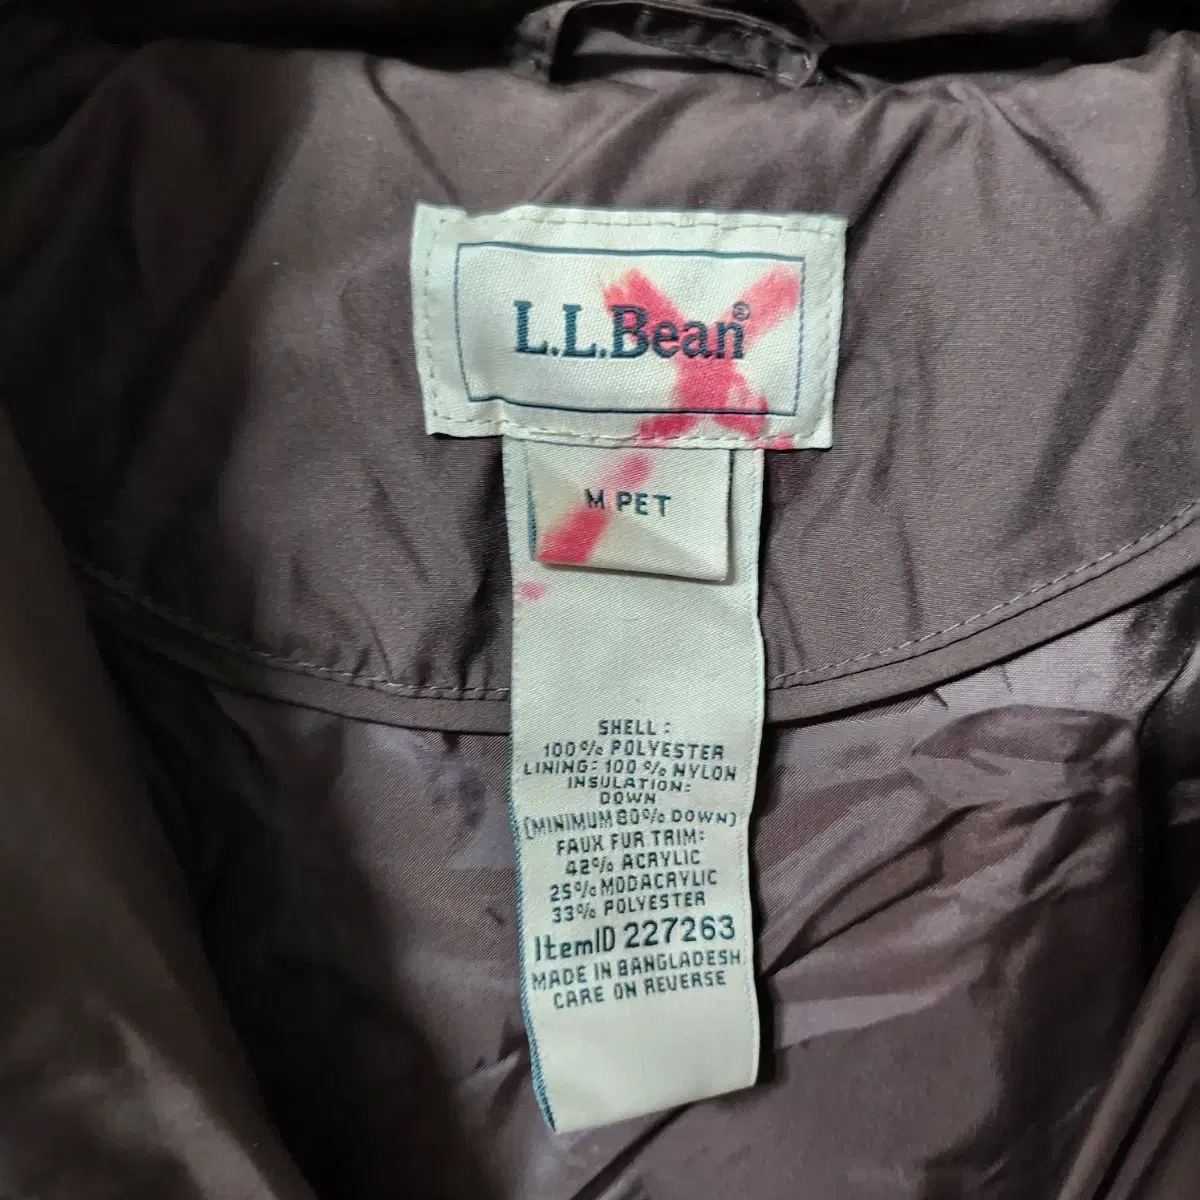 L.L.Bean®
M PET
SHELL:
100% POLYESTER
LINING: 100% NYLON
INSULATION:
DOWN
(MINIMUM 80% DOWN)
FAUX FUR TRIM:
42% ACRYLIC
25% MODACRYLIC
33% POLYESTER
ItemID 227263
MADE IN BANGLADESH
CARE ON REVERSE